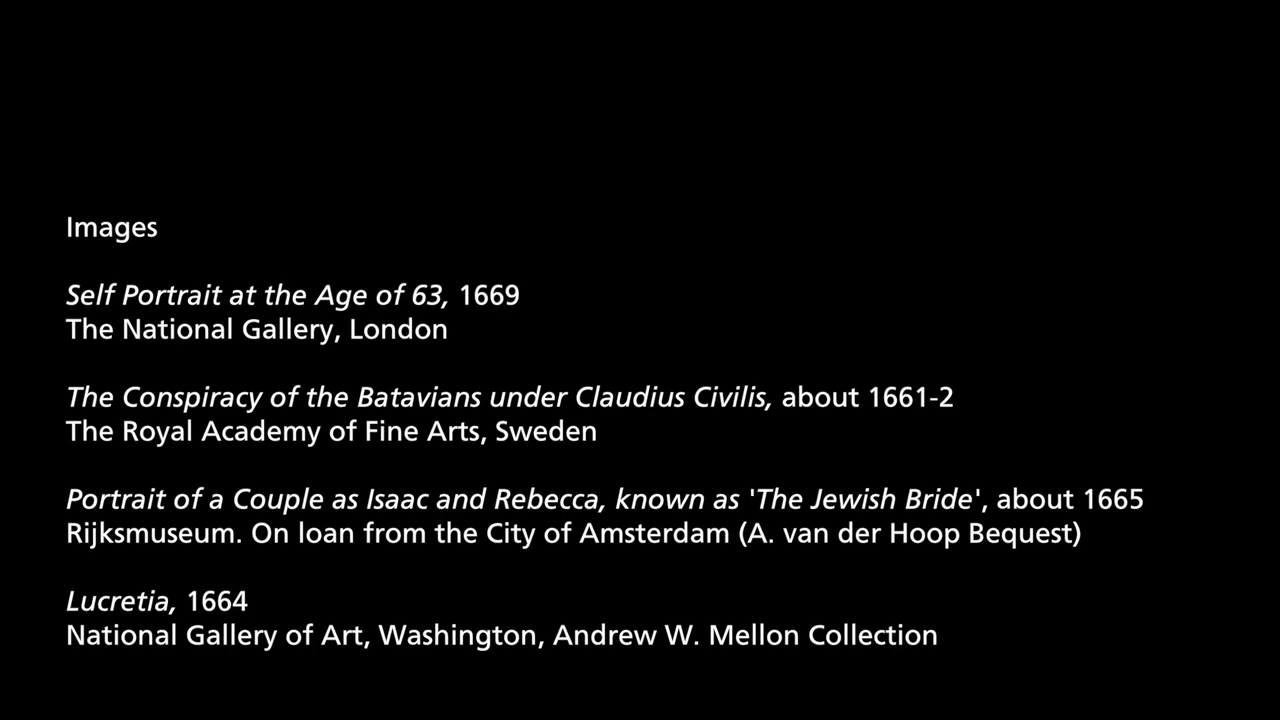 Images
Self Portrait at the Age of 63, 1669
The National Gallery, London
The Conspiracy of the Batavians under Claudius Civilis, about 1661-2
The Royal Academy of Fine Arts, Sweden
Portrait of a Couple as Isaac and Rebecca, known as 'The Jewish Bride', about 1665
Rijksmuseum. On loan from the City of Amsterdam (A. van der Hoop Bequest)
Lucretia, 1664
National Gallery of Art, Washington, Andrew W. Mellon Collection